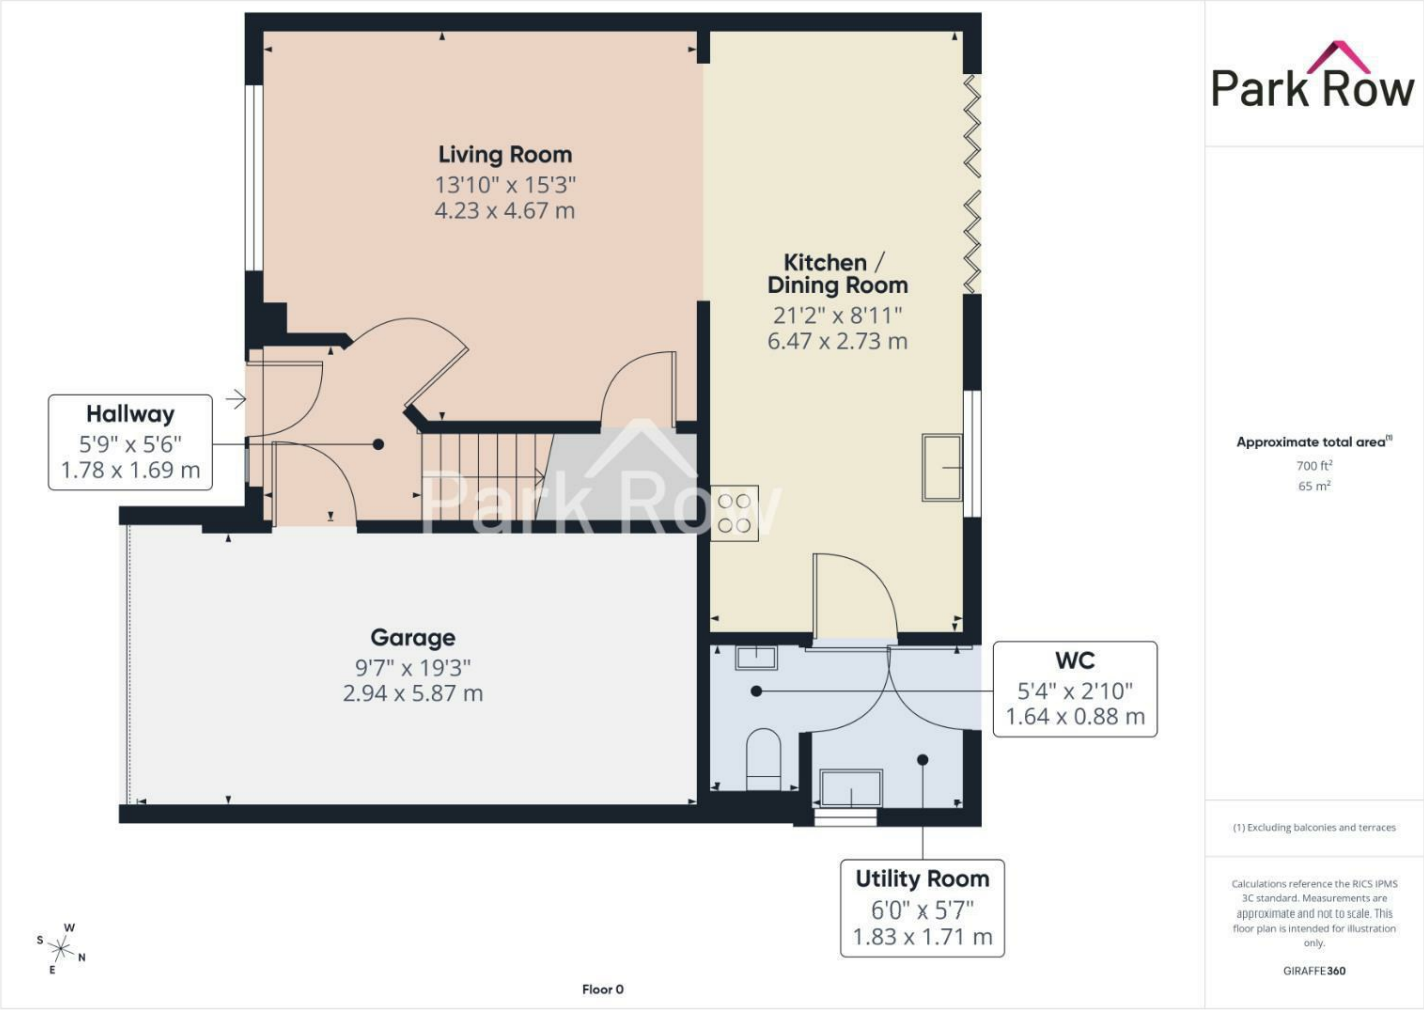 Living Room
13'10" x 15'3"
4.23 x 4.67 m
Kitchen /
Dining Room
21'2" x 8'11"
6.47 x 2.73 m
Hallway
5'9" x 5'6"
1.78 x 1.69 m
Park Row
Garage
9'7" x 19'3"
2.94 x 5.87 m
WC
5'4" x 2'10"
1.64 x 0.88 m
Utility Room
6'0" x 5'7"
1.83 x 1.71 m
W
S
N
E
Floor 0
Park Row
Approximate total area(1)
700 ft²
65 m²
(1) Excluding balconies and terraces
Calculations reference the RICS IPMS
3C standard. Measurements are
approximate and not to scale. This
floor plan is intended for illustration
only.
GIRAFFE360